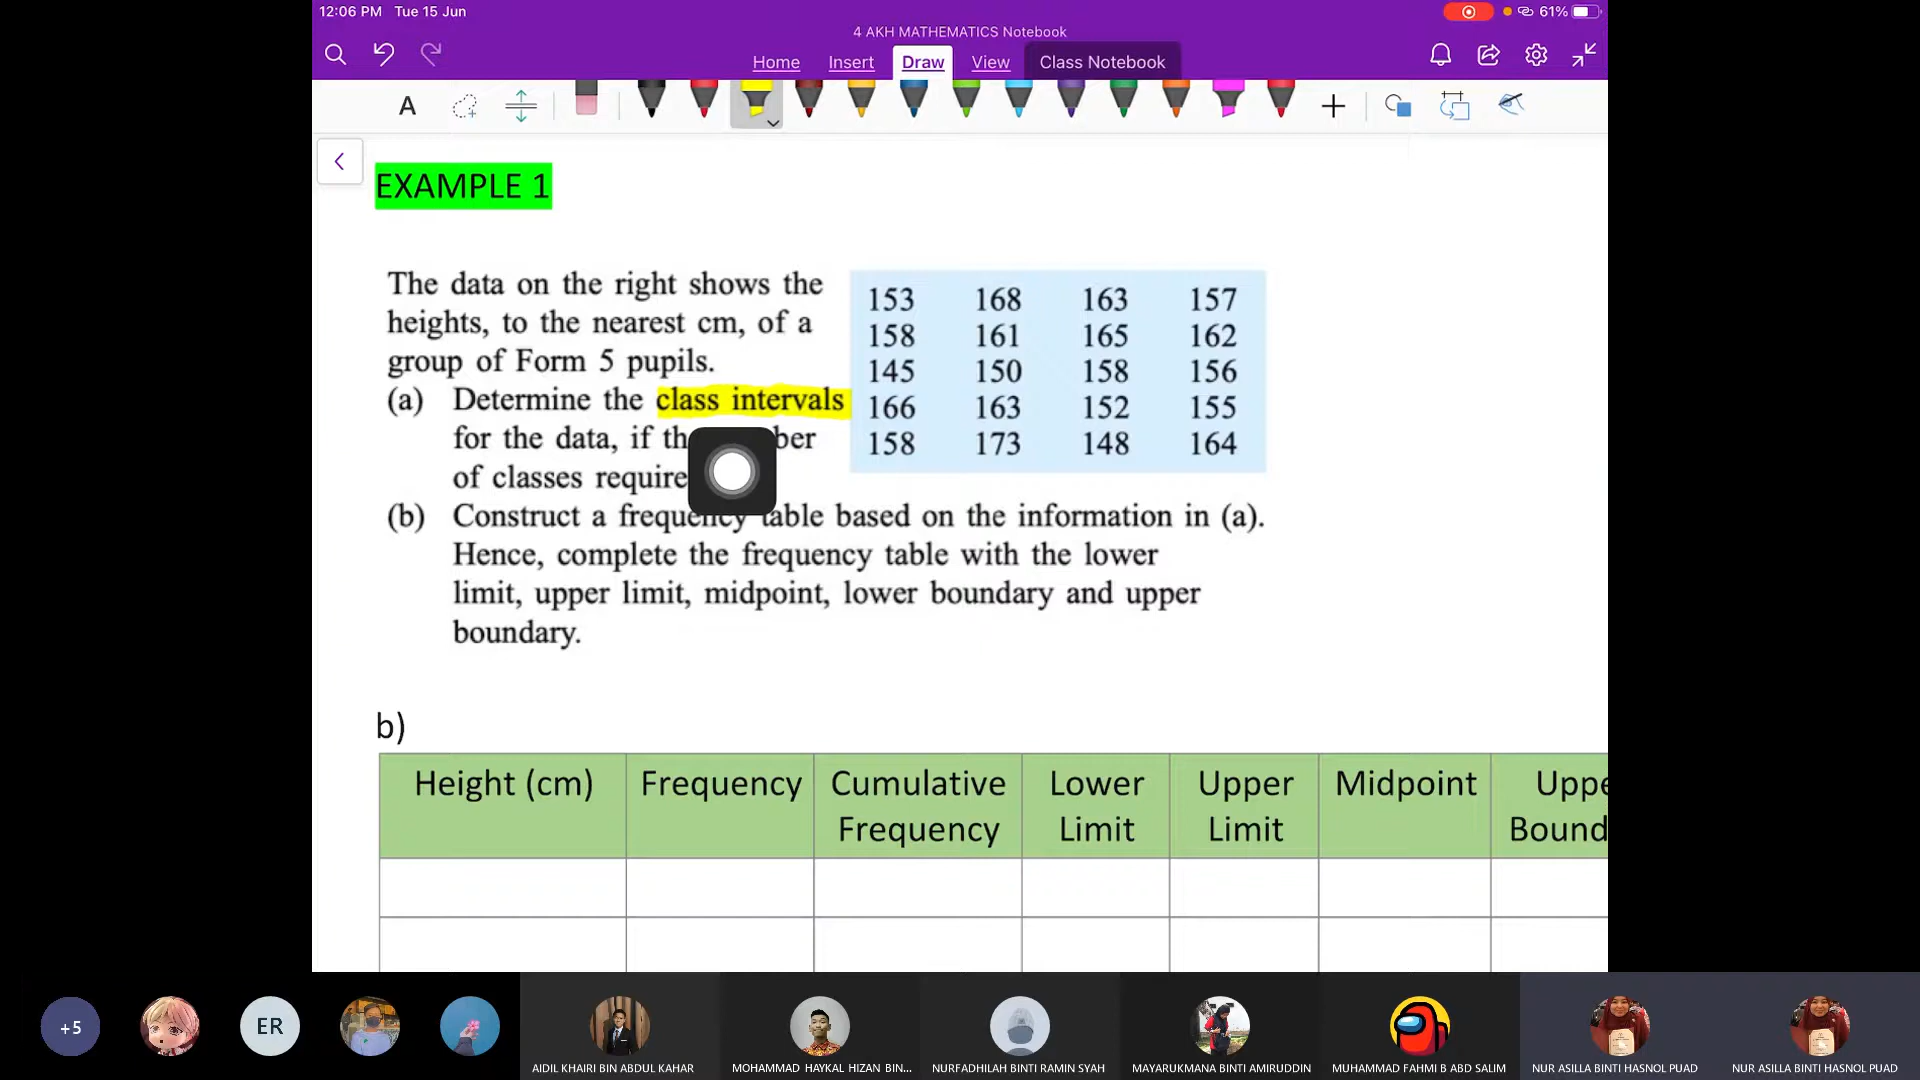 12:06 PM Tue 15 Jun
61%
4 AKH MATHEMATICS Notebook
Home Insert Draw View Class Notebook
A
EXAMPLE 1
The data on the right shows the
heights, to the nearest cm, of a
group of Form 5 pupils.
(a) Determine the class intervals
for the data, if th ber
of classes require
153 168 163 157
158 161 165 162
145 150 158 156
166 163 152 155
158 173 148 164
(b) Construct a frequency table based on the information in (a).
Hence, complete the frequency table with the lower
limit, upper limit, midpoint, lower boundary and upper
boundary.
b)
Height (cm) Frequency Cumulative Frequency Lower Limit Upper Limit Midpoint Uppe Bound
+5
ER
AIDIL KHAIRI BIN ABDUL KAHAR
MOHAMMAD HAYKAL HIZAN BIN...
NURFADHILAH BINTI RAMIN SYAH
MAYARUKMANA BINTI AMIRUDDIN
MUHAMMAD FAHMI B ABD SALIM
NUR ASILLA BINTI HASNOL PUAD
NUR ASILLA BINTI HASNOL PUAD